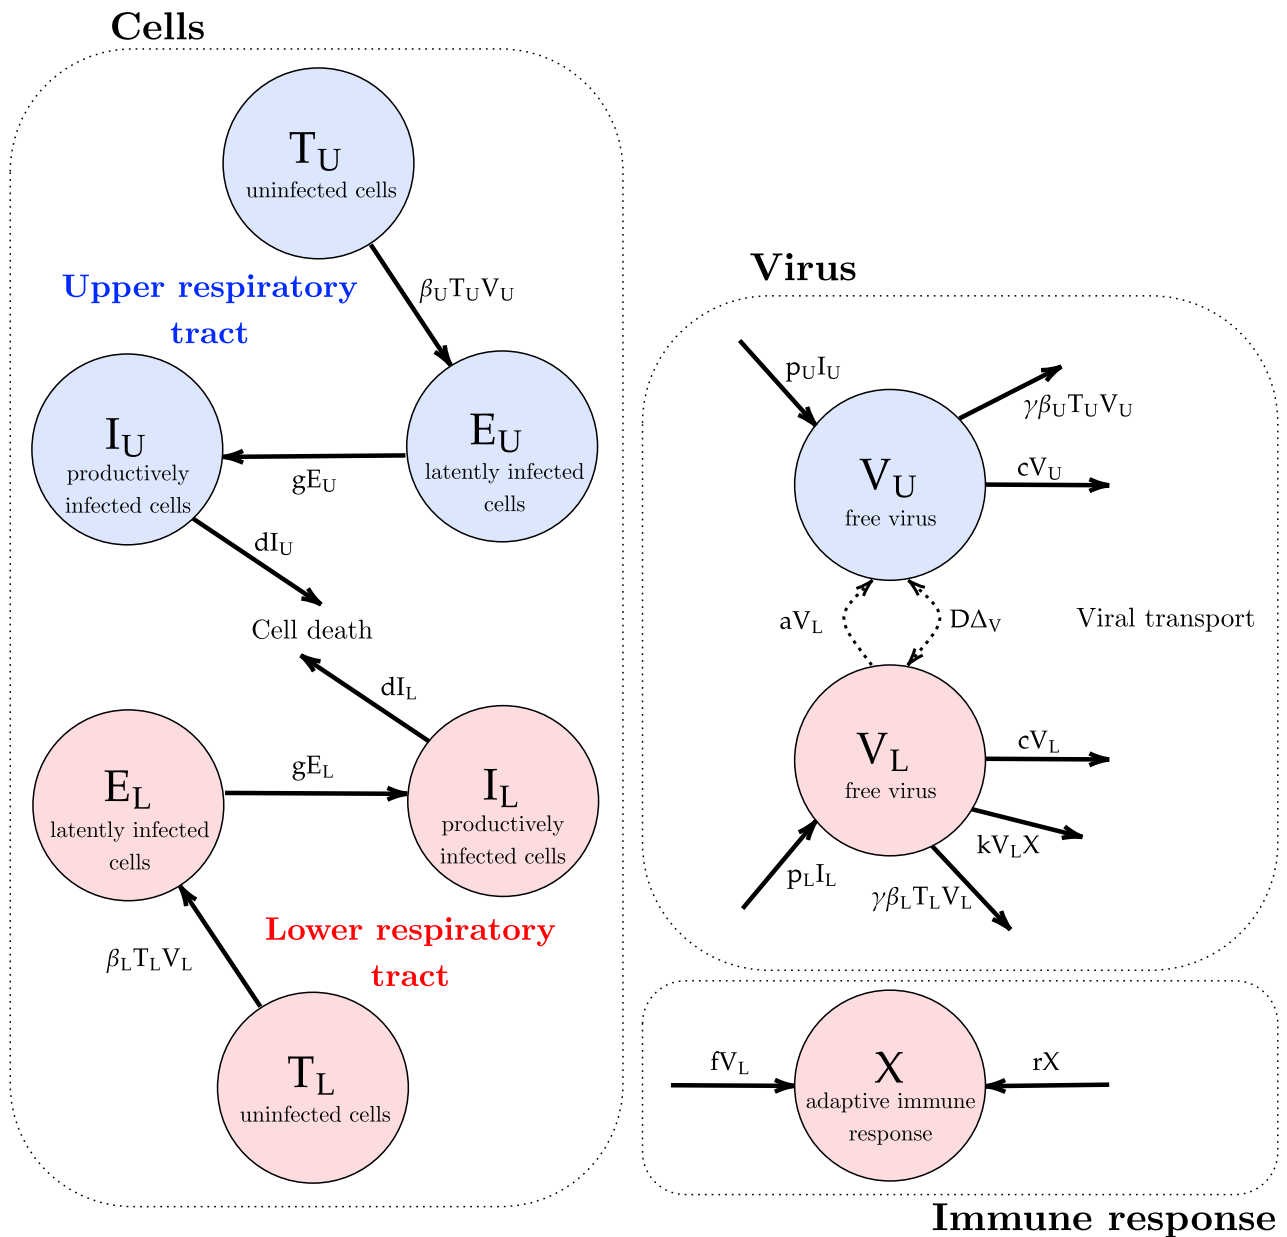 Cells
T_U
uninfected cells
β_U T_U V_U
Upper respiratory
tract
I_U
productively
infected cells
E_U
latently infected
cells
gE_U
dI_U
Cell death
dI_L
E_L
latently infected
cells
gE_L
I_L
productively
infected cells
Lower respiratory
tract
β_L T_L V_L
T_L
uninfected cells
Virus
p_U I_U
γβ_U T_U V_U
V_U
free virus
cV_U
aV_L
DΔ_V
Viral transport
V_L
free virus
cV_L
kV_L X
p_L I_L
γβ_L T_L V_L
fV_L
X
adaptive immune
response
rX
Immune response